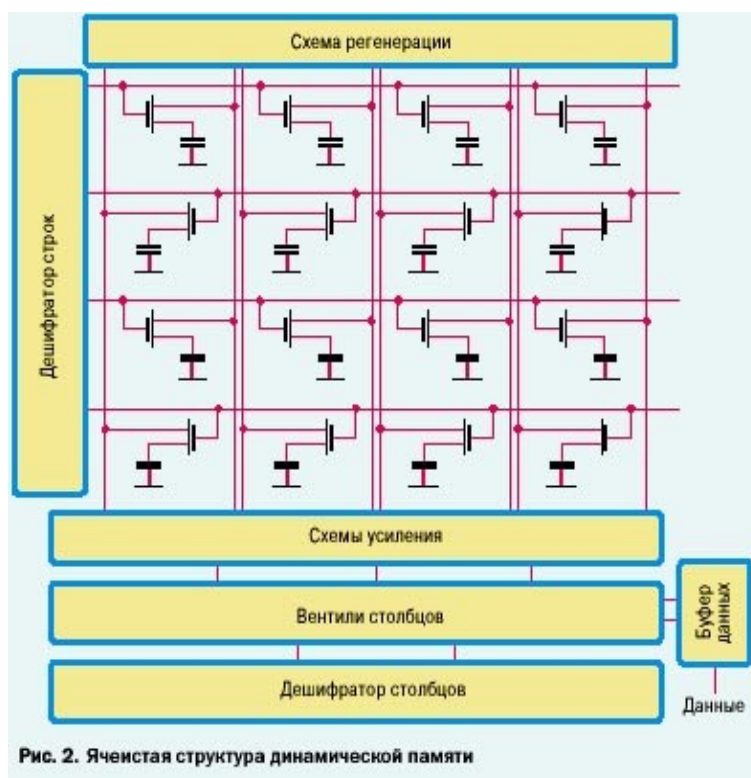 Схема регенерации
Дешифратор строк
Схемы усиления
Вентили столбцов
Буфер
данных
Дешифратор столбцов
Данные
Рис. 2. Ячеистая структура динамической памяти